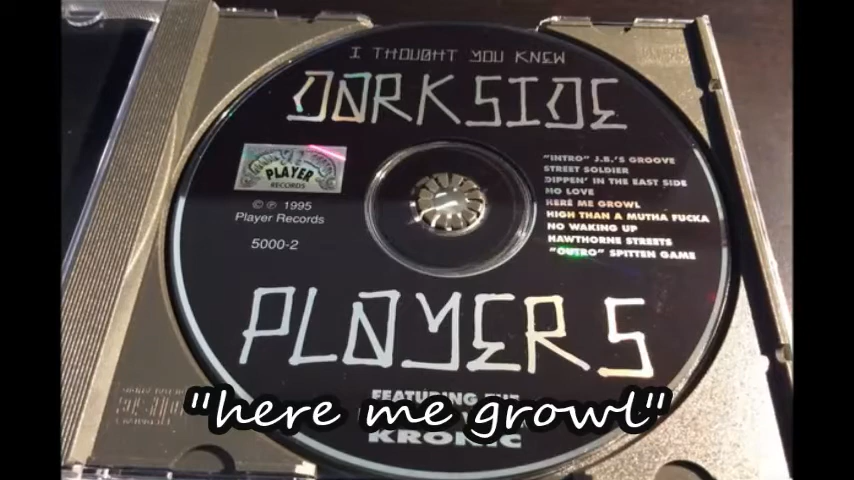 I THOUGHT YOU KNEW
DARKSIDE
PLAYER
RECORDS
© ℗ 1995
Player Records
5000-2
"INTRO" J.B.'S GROOVE
STREET SOLDIER
DIPPEN' IN THE EAST SIDE
NO LOVE
HERE ME GROWL
HIGH THAN A MUTHA FUCKA
NO WAKING UP
HAWTHORNE STREETS
"OUTRO" SPITTEN GAME
PLAYERS
FEATURING THE
"here me growl"
KRONIC